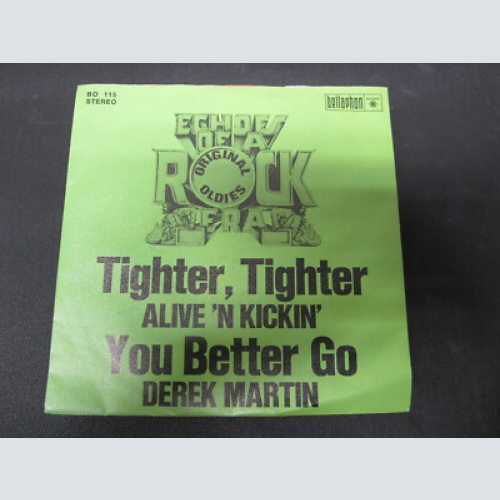 BO 115
STEREO
bellaphon
ECHOES
OF A
ROCK
ORIGINAL
OLDIES
ERA
Tighter, Tighter
ALIVE 'N KICKIN'
You Better Go
DEREK MARTIN